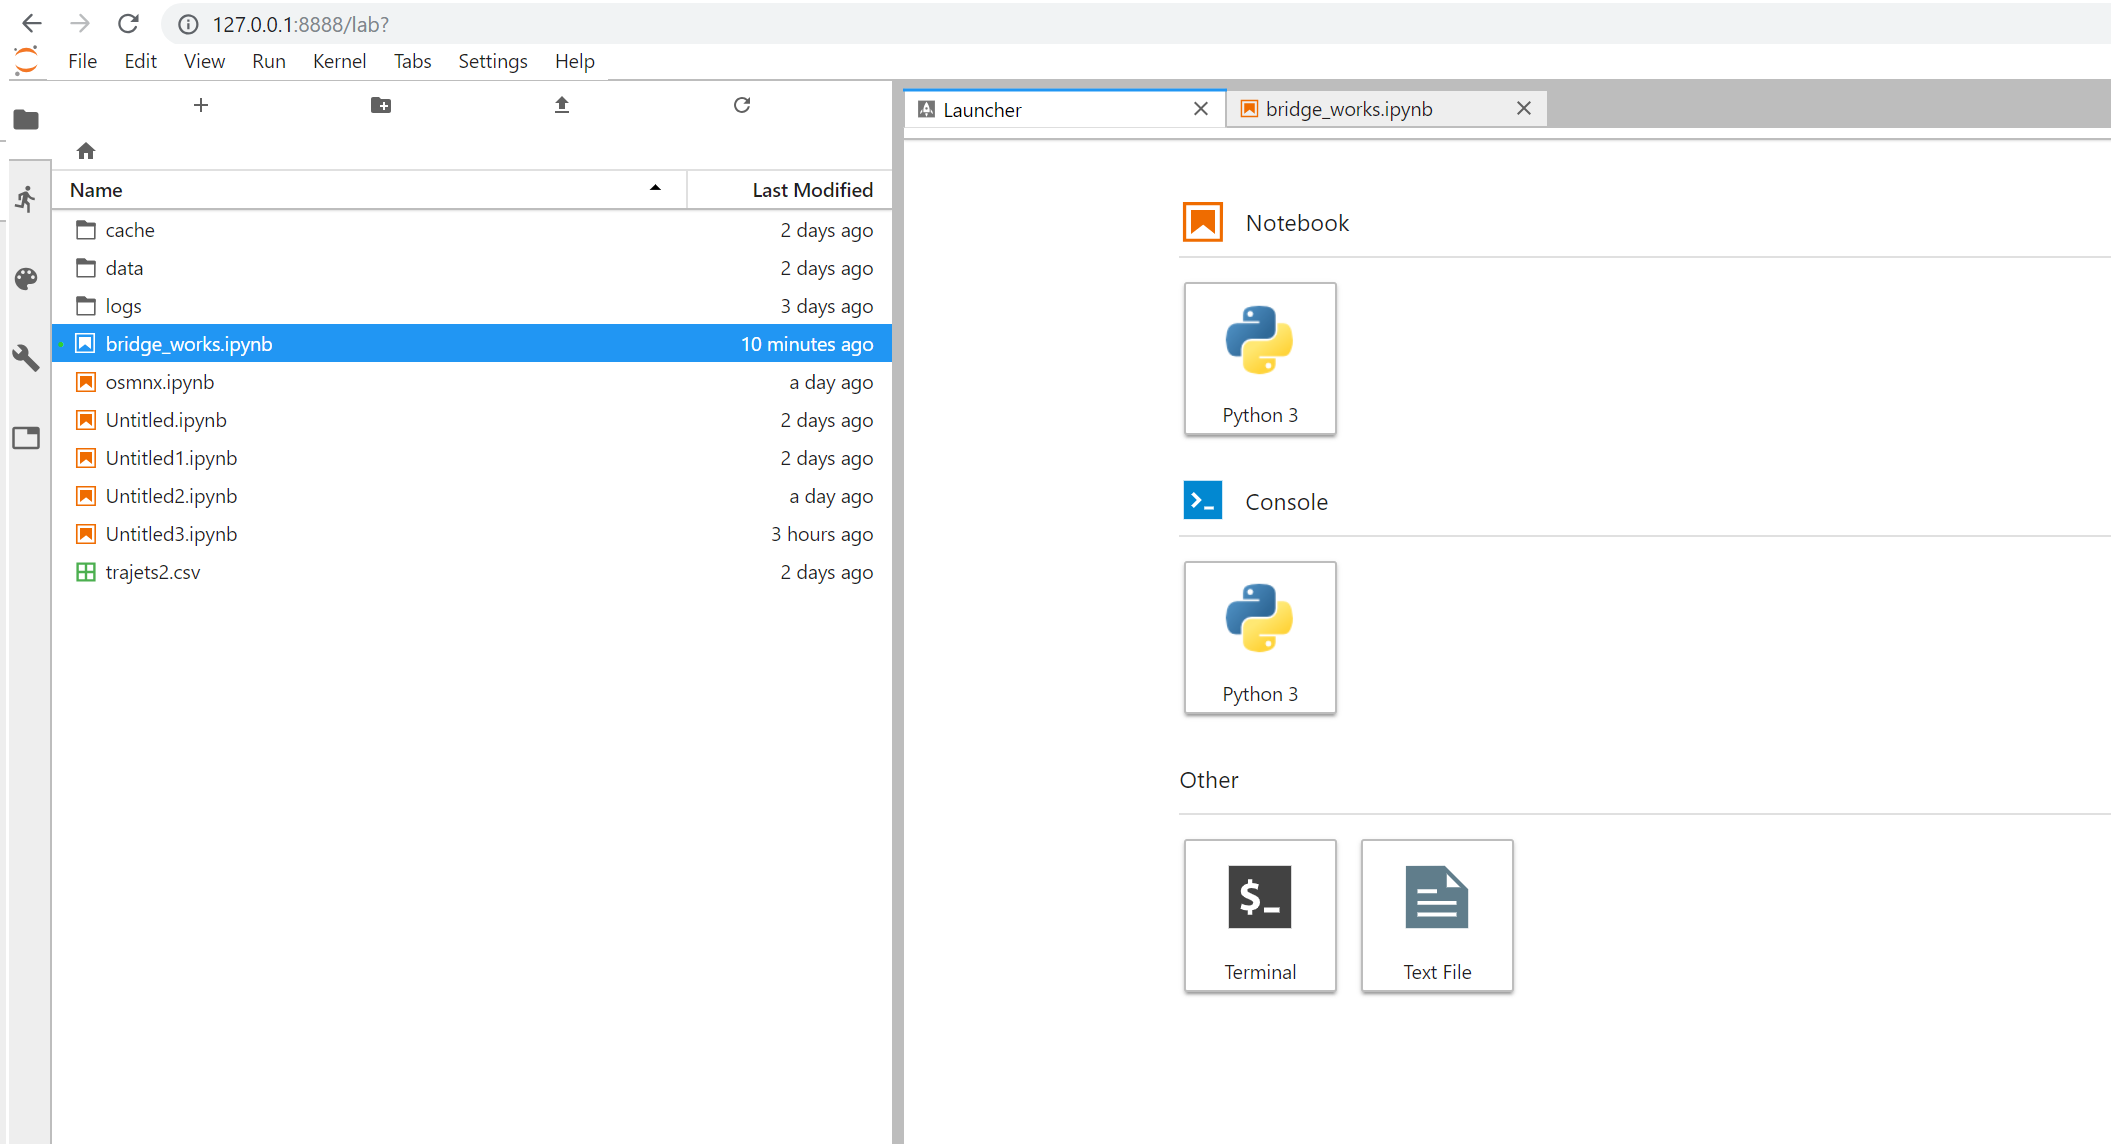 127.0.0.1:8888/lab?
File Edit View Run Kernel Tabs Settings Help
Name Last Modified
cache 2 days ago
data 2 days ago
logs 3 days ago
bridge_works.ipynb 10 minutes ago
osmnx.ipynb a day ago
Untitled.ipynb 2 days ago
Untitled1.ipynb 2 days ago
Untitled2.ipynb a day ago
Untitled3.ipynb 3 hours ago
trajets2.csv 2 days ago
Launcher bridge_works.ipynb
Notebook
Python 3
Console
Python 3
Other
$_
Terminal Text File